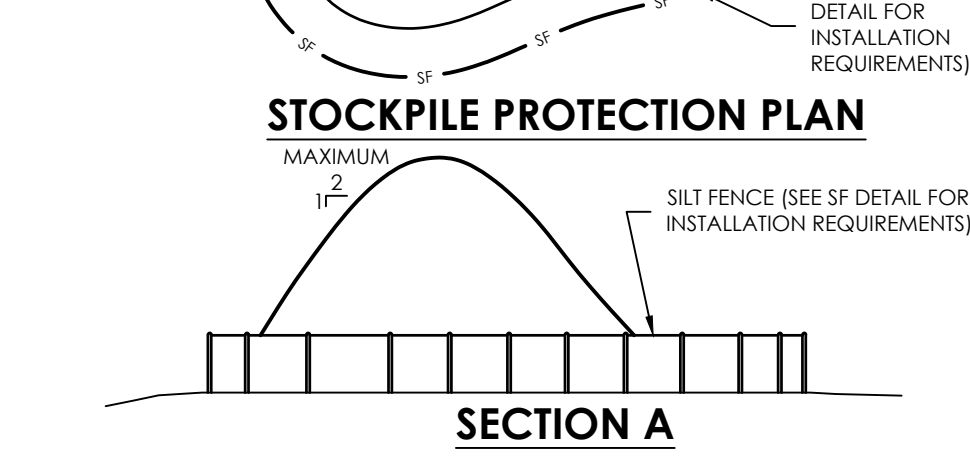 SF
DETAIL FOR
INSTALLATION
REQUIREMENTS)
SF
SF
SF
STOCKPILE PROTECTION PLAN
MAXIMUM
2
1
SILT FENCE (SEE SF DETAIL FOR
INSTALLATION REQUIREMENTS)
SECTION A